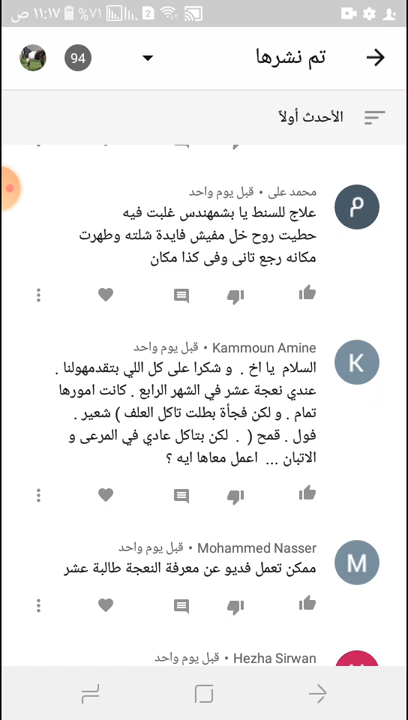 ١١:١٧ ص
٧١%
2
تم نشرها
94
الأحدث أولاً
محمد على • قبل يوم واحد
علاج للسنط يا بشمهندس غلبت فيه
حطيت روح خل مفيش فايدة شلته وطهرت
مكانه رجع تانى وفى كذا مكان
م
Kammoun Amine • قبل يوم واحد
السلام يا اخ . و شكرا على كل اللي بتقدمهولنا .
عندي نعجة عشر في الشهر الرابع . كانت امورها
تمام . و لكن فجأة بطلت تاكل العلف ) شعير .
فول . قمح ( . لكن بتاكل عادي في المرعى و
الاتبان ... اعمل معاها ايه ؟
K
Mohammed Nasser • قبل يوم واحد
ممكن تعمل فديو عن معرفة النعجة طالبة عشر
M
Hezha Sirwan • قبل يوم واحد